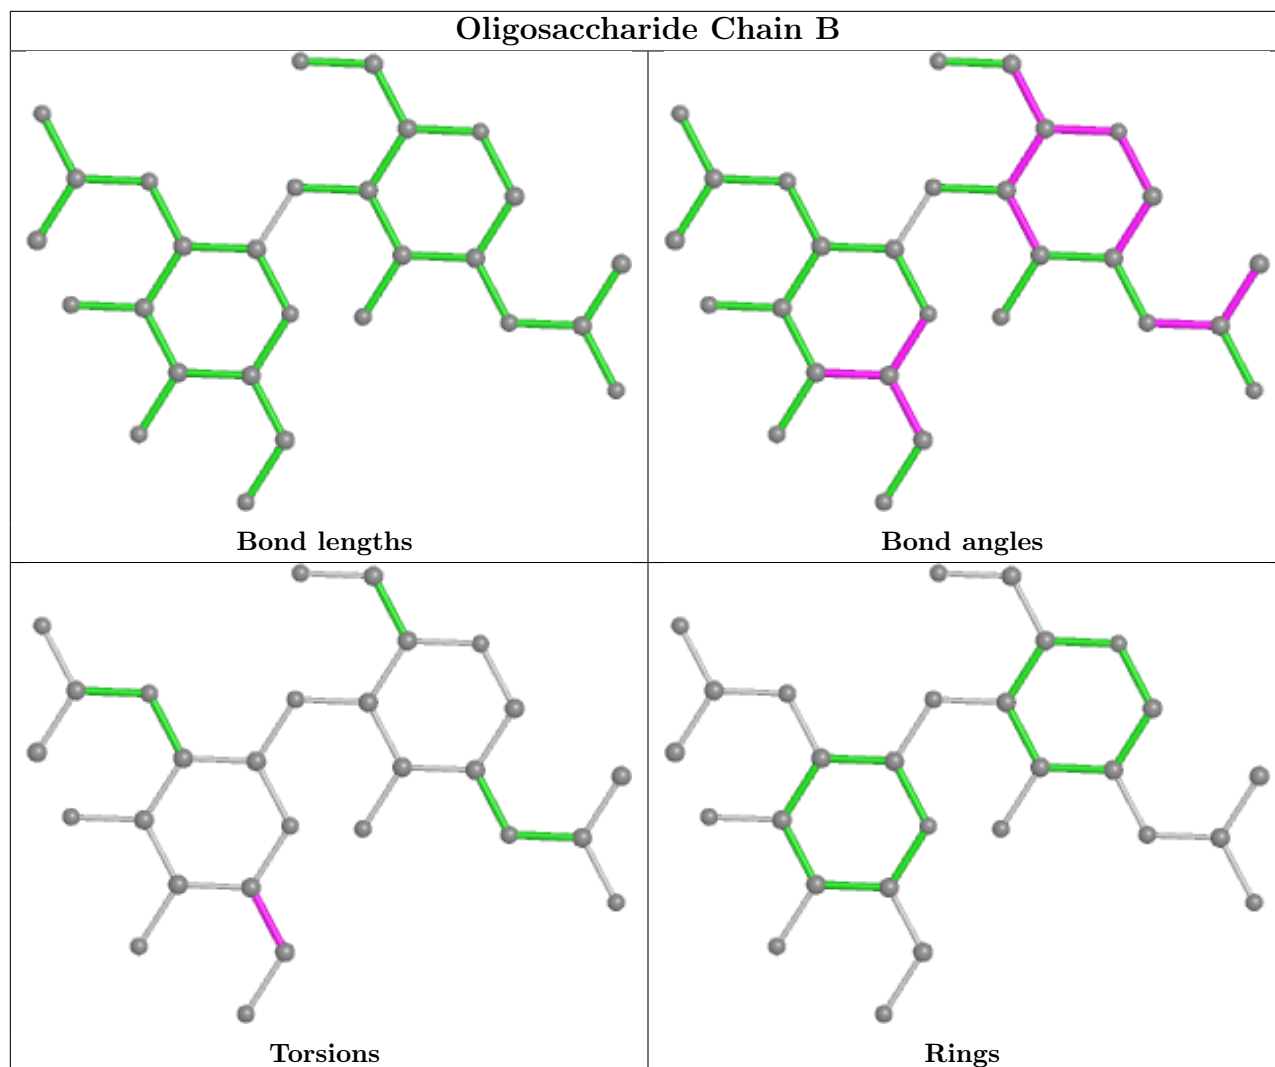 Oligosaccharide Chain B
Bond lengths
Bond angles
Torsions
Rings